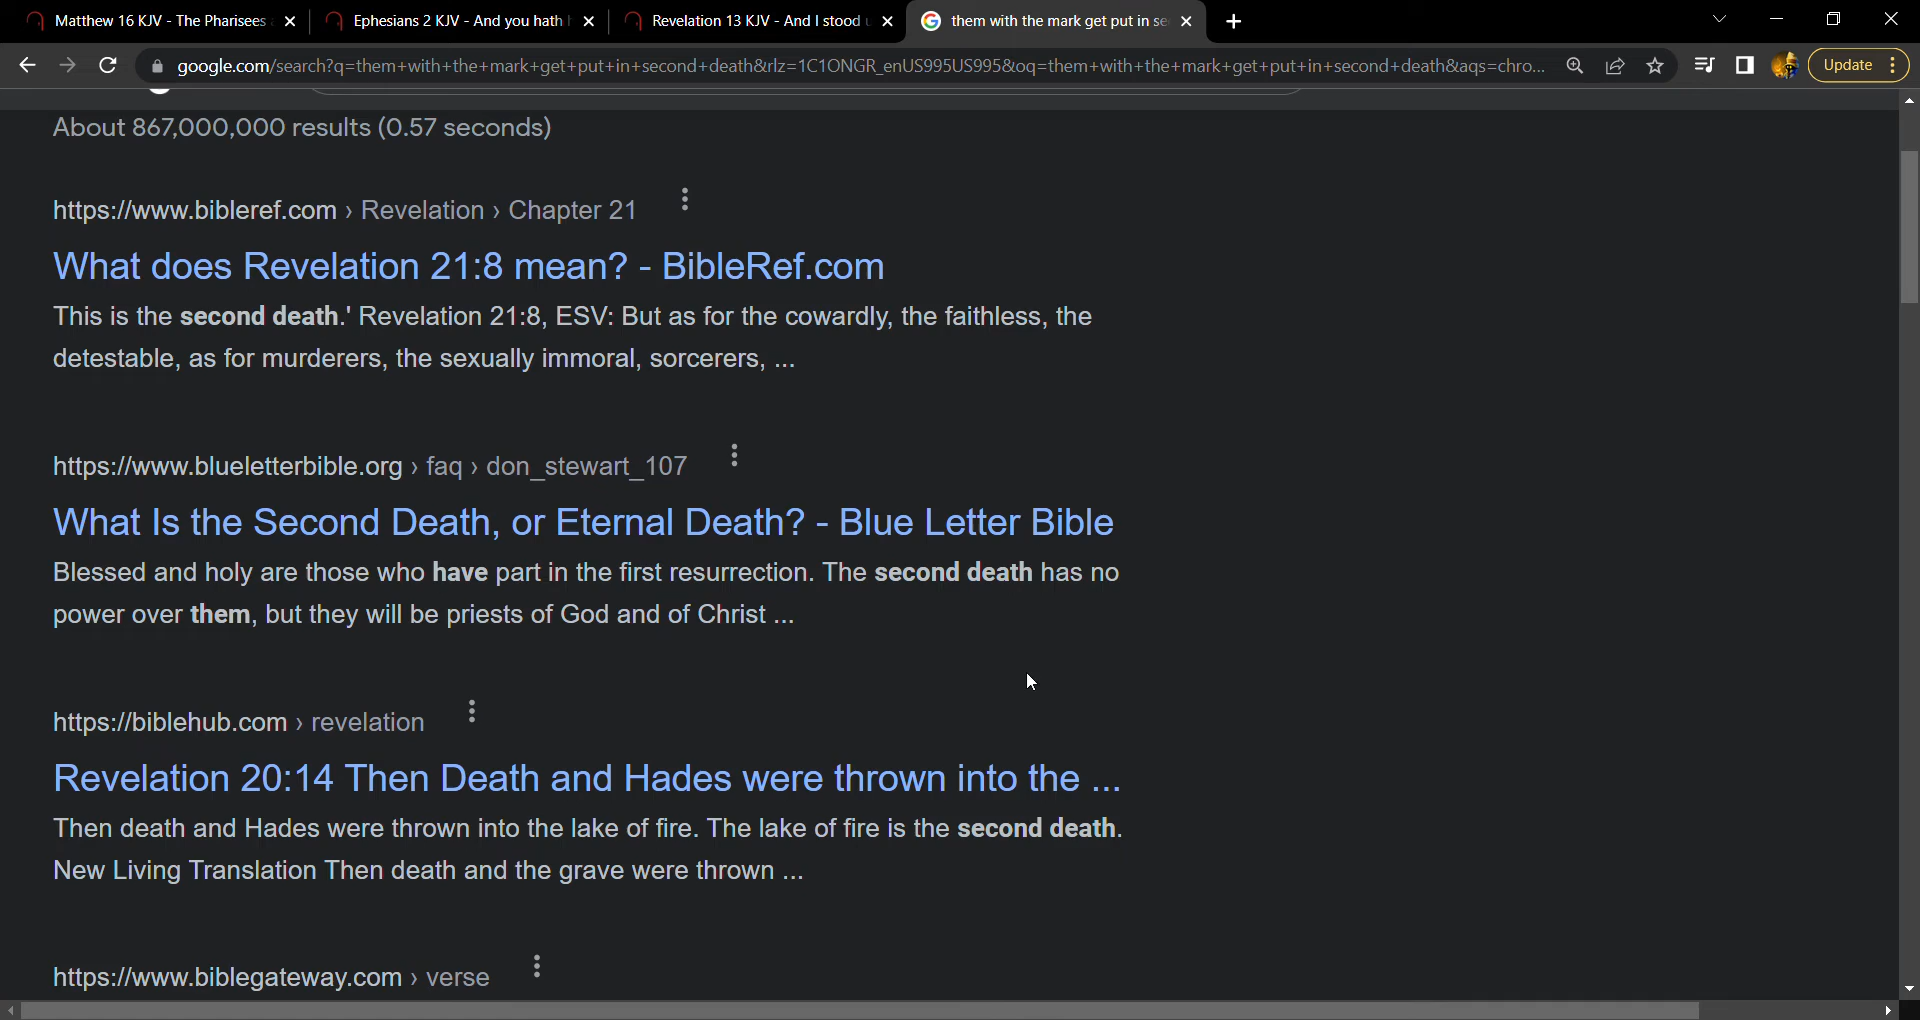 Matthew 16 KJV - The Pharisees
Ephesians 2 KJV - And you hath
Revelation 13 KJV - And I stood
them with the mark get put in se
google.com/search?q=them+with+the+mark+get+put+in+second+death&rlz=1C1ONGR_enUS995US995&oq=them+with+the+mark+get+put+in+second+death&aqs=chro...
Update
About 867,000,000 results (0.57 seconds)
https://www.bibleref.com › Revelation › Chapter 21
What does Revelation 21:8 mean? - BibleRef.com
This is the second death.' Revelation 21:8, ESV: But as for the cowardly, the faithless, the
detestable, as for murderers, the sexually immoral, sorcerers, ...
https://www.blueletterbible.org › faq › don_stewart_107
What Is the Second Death, or Eternal Death? - Blue Letter Bible
Blessed and holy are those who have part in the first resurrection. The second death has no
power over them, but they will be priests of God and of Christ ...
https://biblehub.com › revelation
Revelation 20:14 Then Death and Hades were thrown into the ...
Then death and Hades were thrown into the lake of fire. The lake of fire is the second death.
New Living Translation Then death and the grave were thrown ...
https://www.biblegateway.com › verse